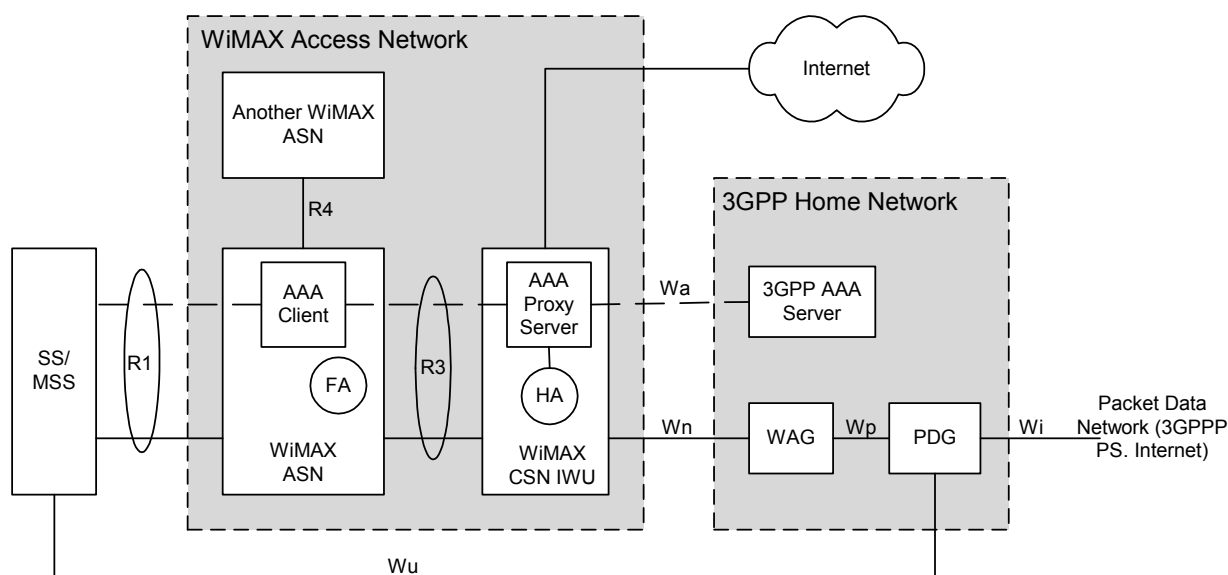 WiMAX Access Network
Internet
Another WiMAX
ASN
R4
3GPP Home Network
SS/
MSS
R1
AAA
Client
FA
WiMAX
ASN
R3
AAA
Proxy
Server
HA
WiMAX
CSN IWU
Wa
3GPP AAA
Server
Wn
WAG
Wp
PDG
Wi
Packet Data
Network (3GPPP
PS. Internet)
Wu